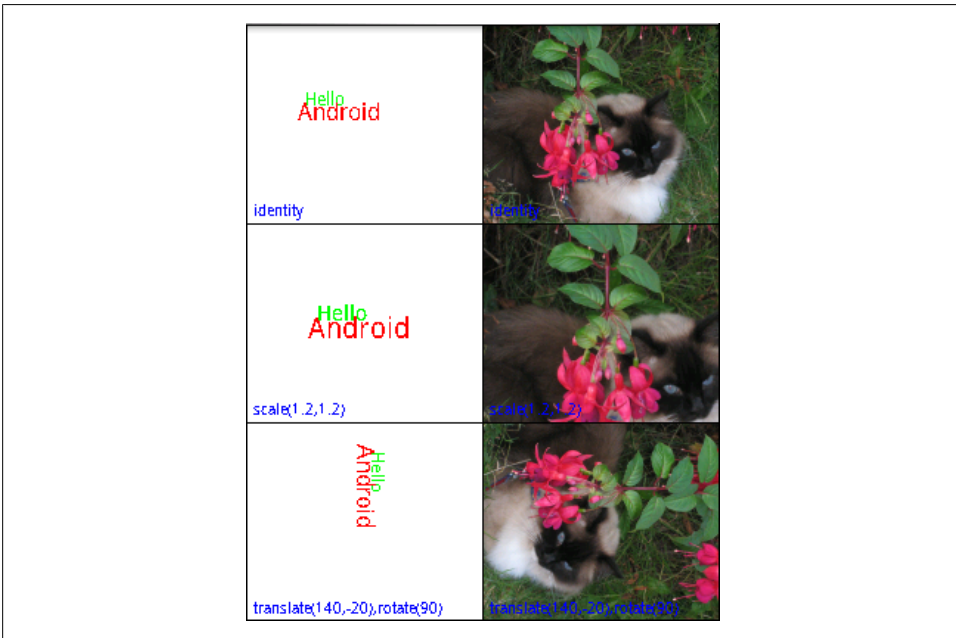 Hello
Android
identity
identity
Hello
Android
scale(1.2,1.2)
scale(1.2,1.2)
Hello
Android
translate(140,-20),rotate(90)
translate(140,-20),rotate(90)